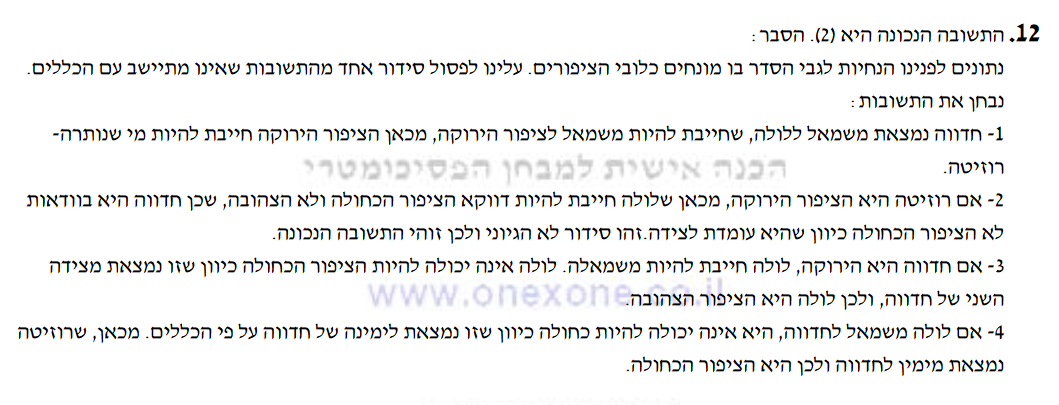 12. התשובה הנכונה היא (2). הסבר:
נתונים לפנינו הנחיות לגבי הסדר בו מונחים כלובי הציפורים. עלינו לפסול סידור אחד מהתשובות שאינו מתיישב עם הכללים.
נבחן את התשובות:
1- חדווה נמצאת משמאל ללולה, שחייבת להיות משמאל לציפור הירוקה, מכאן הציפור הירוקה חייבת להיות מי שנותרה-
רוזיטה.
הכנה אישית למבחן הפסיכומטרי
2- אם רוזיטה היא הציפור הירוקה, מכאן שלולה חייבת להיות דווקא הציפור הכחולה ולא הצהובה, שכן חדווה היא בוודאות
לא הציפור הכחולה כיוון שהיא עומדת לצידה.זהו סידור לא הגיוני ולכן זוהי התשובה הנכונה.
3- אם חדווה היא הירוקה, לולה חייבת להיות משמאלה. לולה אינה יכולה להיות הציפור הכחולה כיוון שזו נמצאת מצידה
השני של חדווה, ולכן לולה היא הציפור הצהובה.
www.onexone.co.il
4- אם לולה משמאל לחדווה, היא אינה יכולה להיות כחולה כיוון שזו נמצאת לימינה של חדווה על פי הכללים. מכאן, שרוזיטה
נמצאת מימין לחדווה ולכן היא הציפור הכחולה.